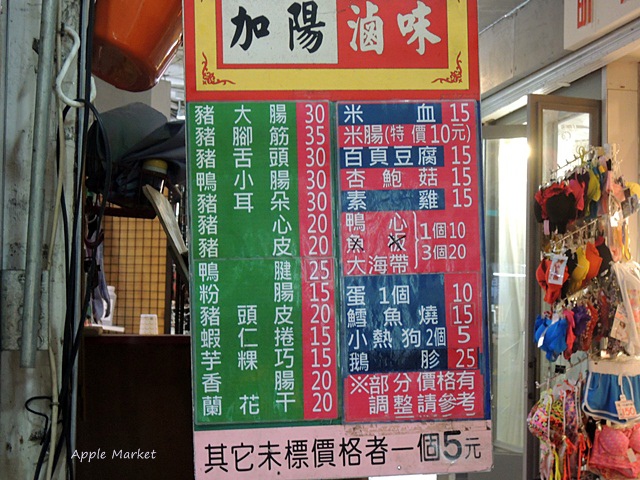 加陽滷味
豬大腸 30
豬腳筋 35
豬舌頭 30
鴨小腸 30
豬耳朵 30
豬心 20
豬皮 20
鴨腱 25
粉腸 15
豬頭皮 20
蝦仁捲 15
芋粿巧 15
香腸 20
蘭花干 20
米血 15
米腸(特價10元)
百頁豆腐 15
杏鮑菇 15
素雞 15
鴨心
大海帶
1個10
3個20
蛋1個 10
鱈魚燒 15
小熱狗2個 5
鵝胗 25
※部分價格有
調整請參考
其它未標價格者一個5元
Apple Market